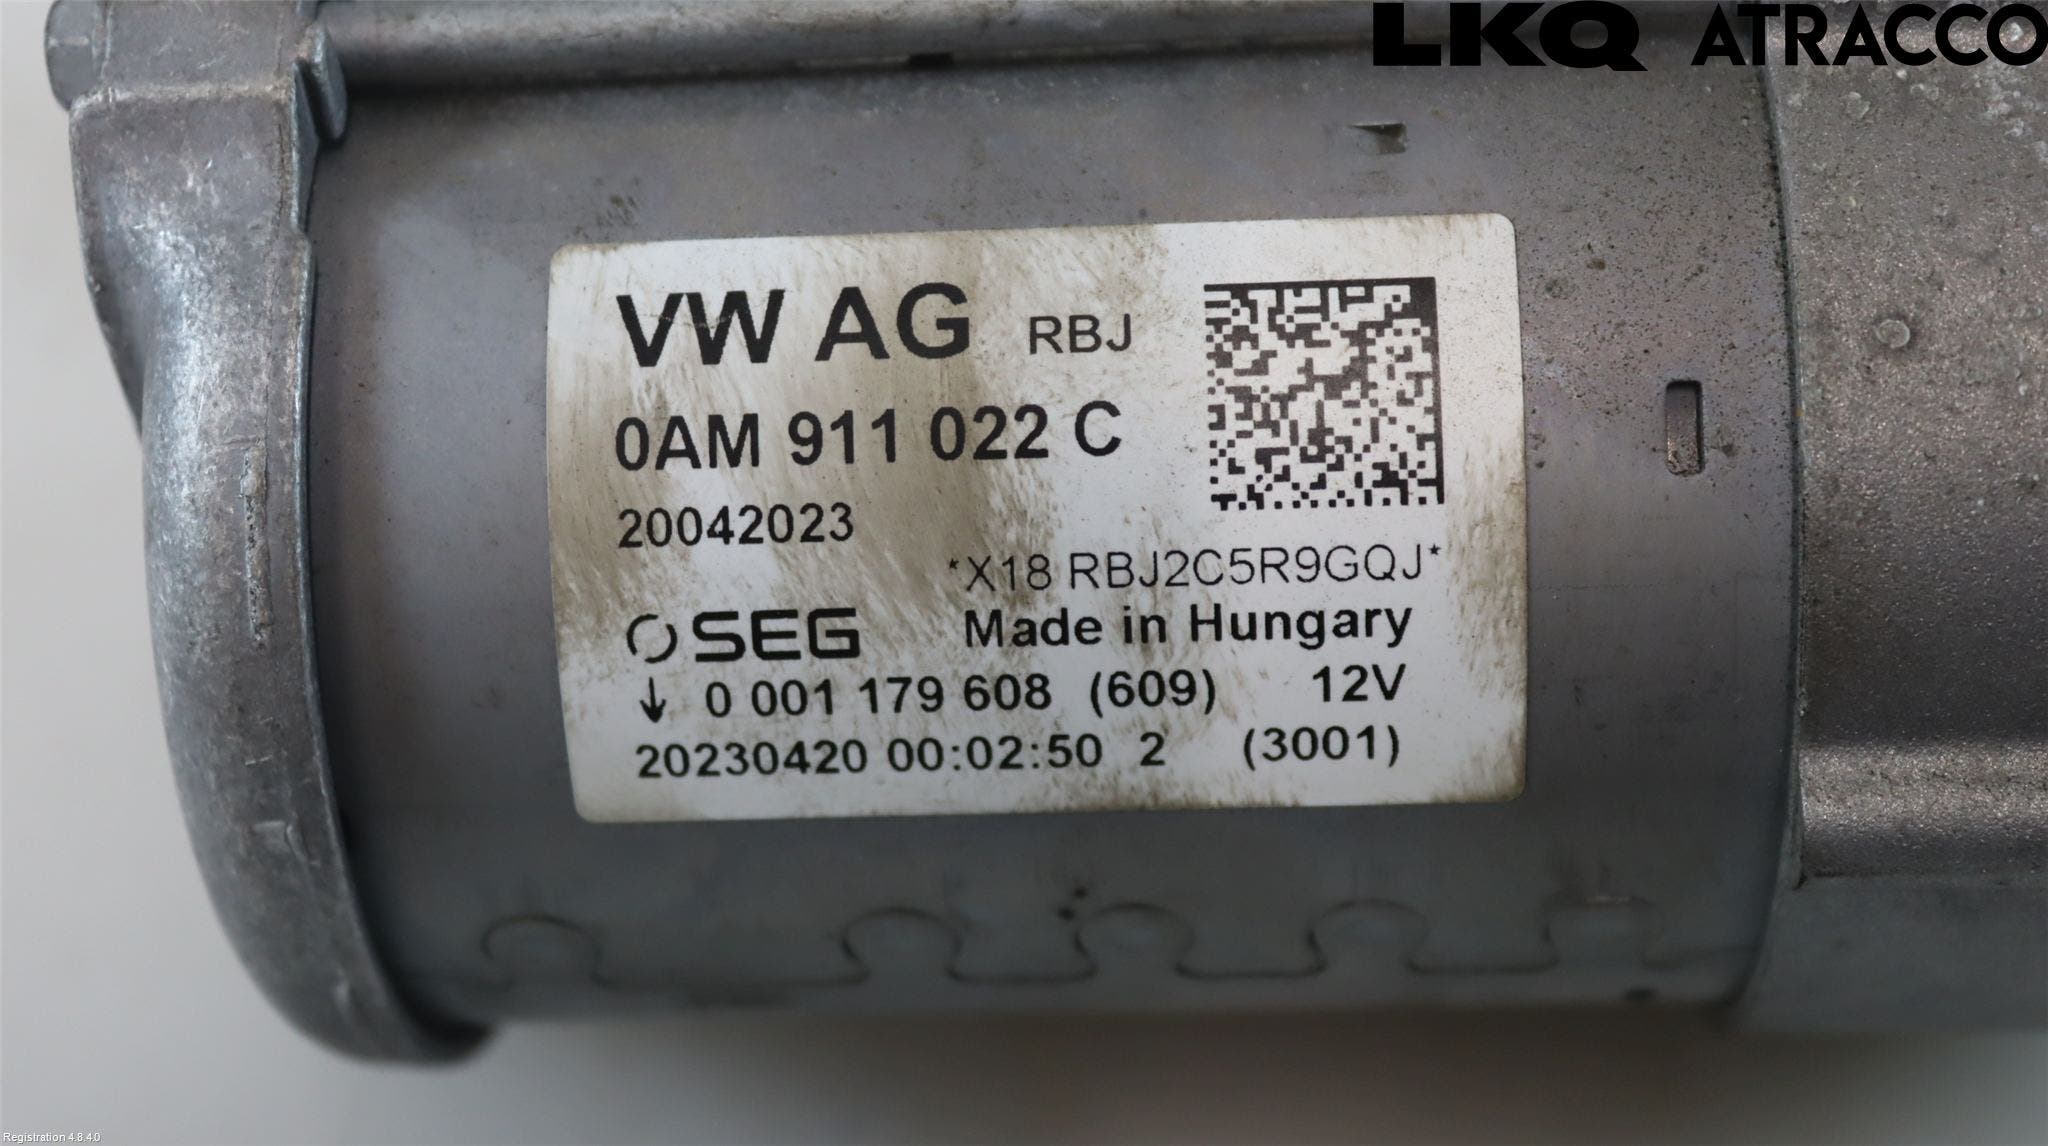 LKQ ATRACCO
VW AG RBJ
0AM 911 022 C
20042023
*X18 RBJ2C5R9GQJ*
SEG Made in Hungary
↓ 0 001 179 608 (609) 12V
20230420 00:02:50 2 (3001)
Registration 4.8.4.0